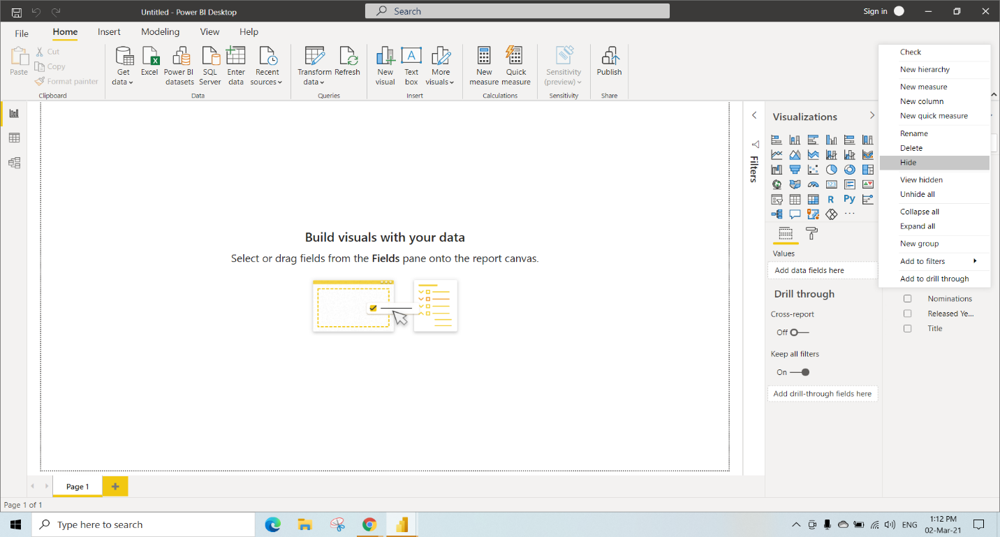 Untitled - Power BI Desktop
Search
Sign in
File
Home
Insert
Modeling
View
Help
Paste
Cut
Copy
Format painter
Clipboard
Get data
Excel
Power BI datasets
SQL Server
Enter data
Recent sources
Data
Transform data
Refresh
Queries
New visual
Text box
More visuals
Insert
New measure
Quick measure
Calculations
Sensitivity (preview)
Sensitivity
Publish
Share
Check
New hierarchy
New measure
New column
New quick measure
Rename
Delete
Hide
View hidden
Unhide all
Collapse all
Expand all
New group
Add to filters
Add to drill through
Build visuals with your data
Select or drag fields from the Fields pane onto the report canvas.
Filters
Visualizations
123
R
Py
Values
Add data fields here
Drill through
Cross-report
Off
Keep all filters
On
Add drill-through fields here
Nominations
Released Ye...
Title
Page 1
Page 1 of 1
Type here to search
ENG
1:12 PM
02-Mar-21